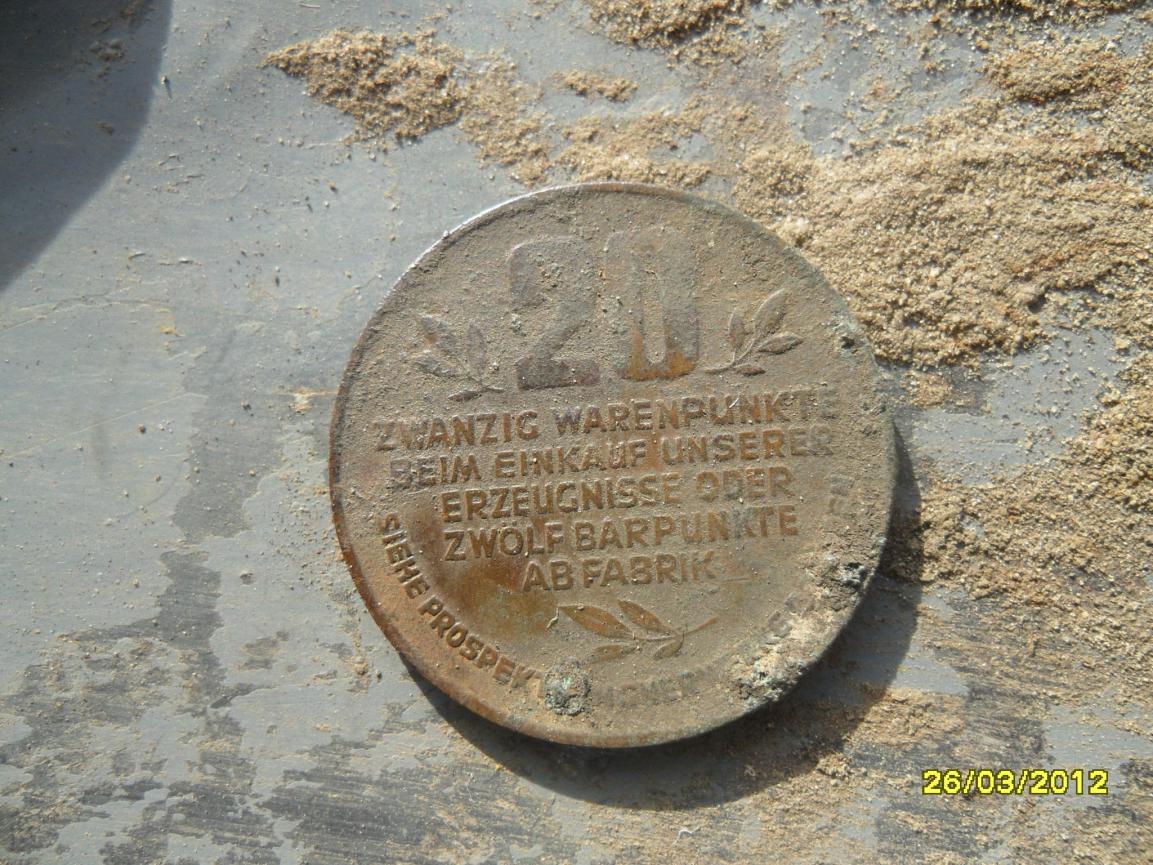 20
ZWANZIG WARENPUNKTE
BEIM EINKAUF UNSERER
ERZEUGNISSE ODER
ZWÖLF BARPUNKTE
AB FABRIK
SIEHE PROSPEKT
26/03/2012